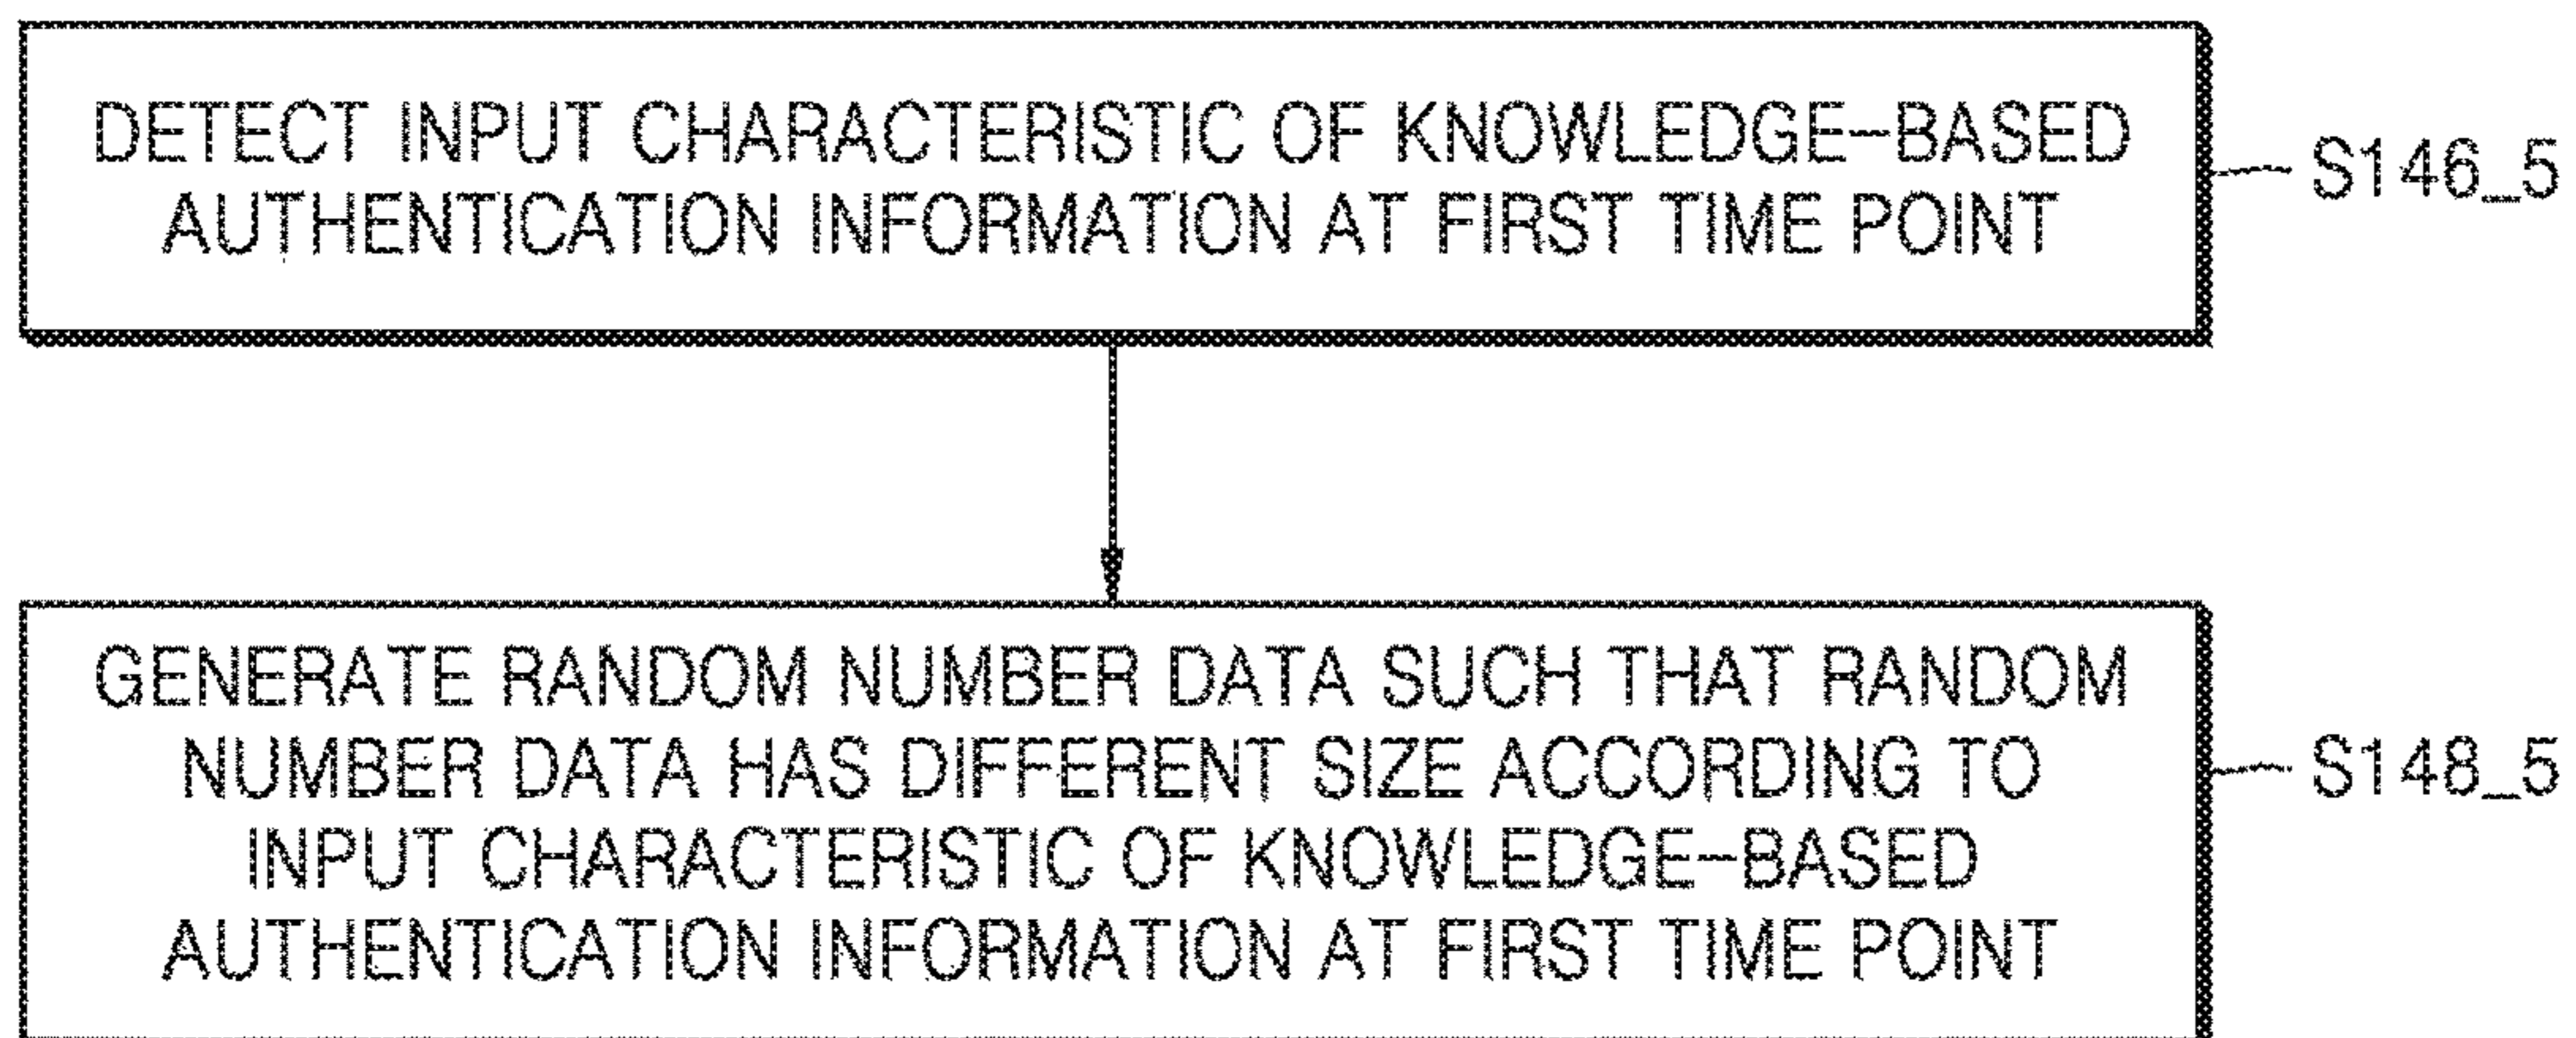 DETECT INPUT CHARACTERISTIC OF KNOWLEDGE-BASED
AUTHENTICATION INFORMATION AT FIRST TIME POINT
S146_5
GENERATE RANDOM NUMBER DATA SUCH THAT RANDOM
NUMBER DATA HAS DIFFERENT SIZE ACCORDING TO
INPUT CHARACTERISTIC OF KNOWLEDGE-BASED
AUTHENTICATION INFORMATION AT FIRST TIME POINT
S148_5